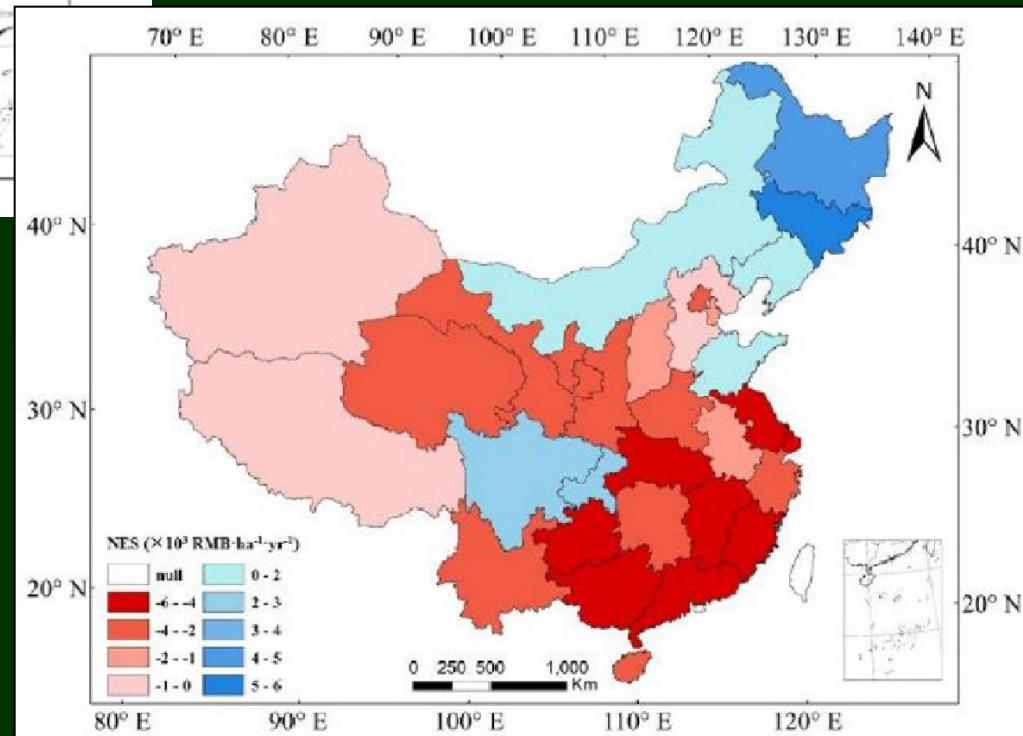 70° E 80° E 90° E 100° E 110° E 120° E 130° E 140° E
N
40° N 40° N
30° N 30° N
20° N 20° N
NES (×10³ RMB·ha⁻¹·yr⁻¹)
null 0 - 2
-6 - -4 2 - 3
-4 - -2 3 - 4
-2 - -1 4 - 5
-1 - 0 5 - 6
0 250 500 1,000
Km
80° E 90° E 100° E 110° E 120° E